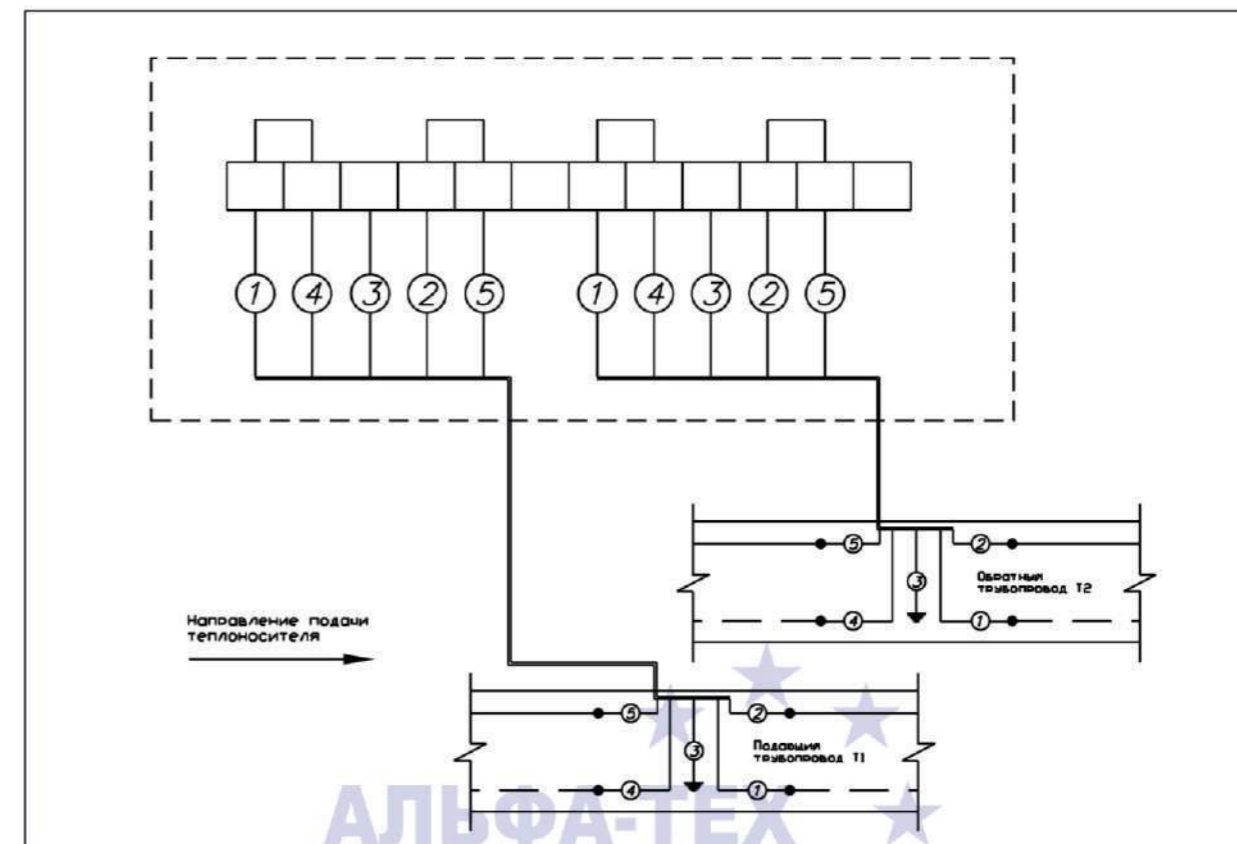 1 4 3 2 5 1 4 3 2 5
5 2
3
Обратный
трубопровод Т2
4 1
Направление подачи
теплоносителя
5 2
3
Подающий
трубопровод Т1
4 1
АЛЬФА-ТЕХ